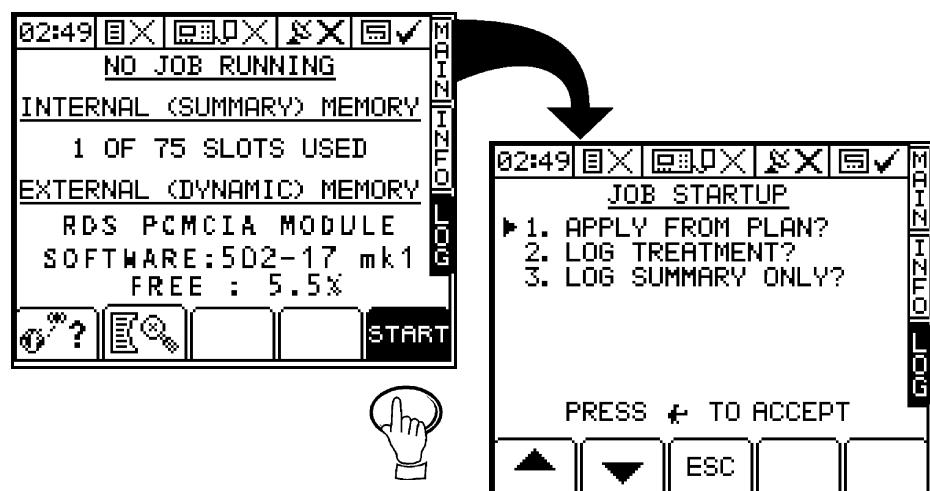 02:49
NO JOB RUNNING
INTERNAL (SUMMARY) MEMORY
1 OF 75 SLOTS USED
EXTERNAL (DYNAMIC) MEMORY
RDS PCMCIA MODULE
SOFTWARE:5D2-17 mk1
FREE : 5.5%
?
START
MAIN
INFO
LOG
02:49
JOB STARTUP
1. APPLY FROM PLAN?
2. LOG TREATMENT?
3. LOG SUMMARY ONLY?
PRESS TO ACCEPT
ESC
MAIN
INFO
LOG